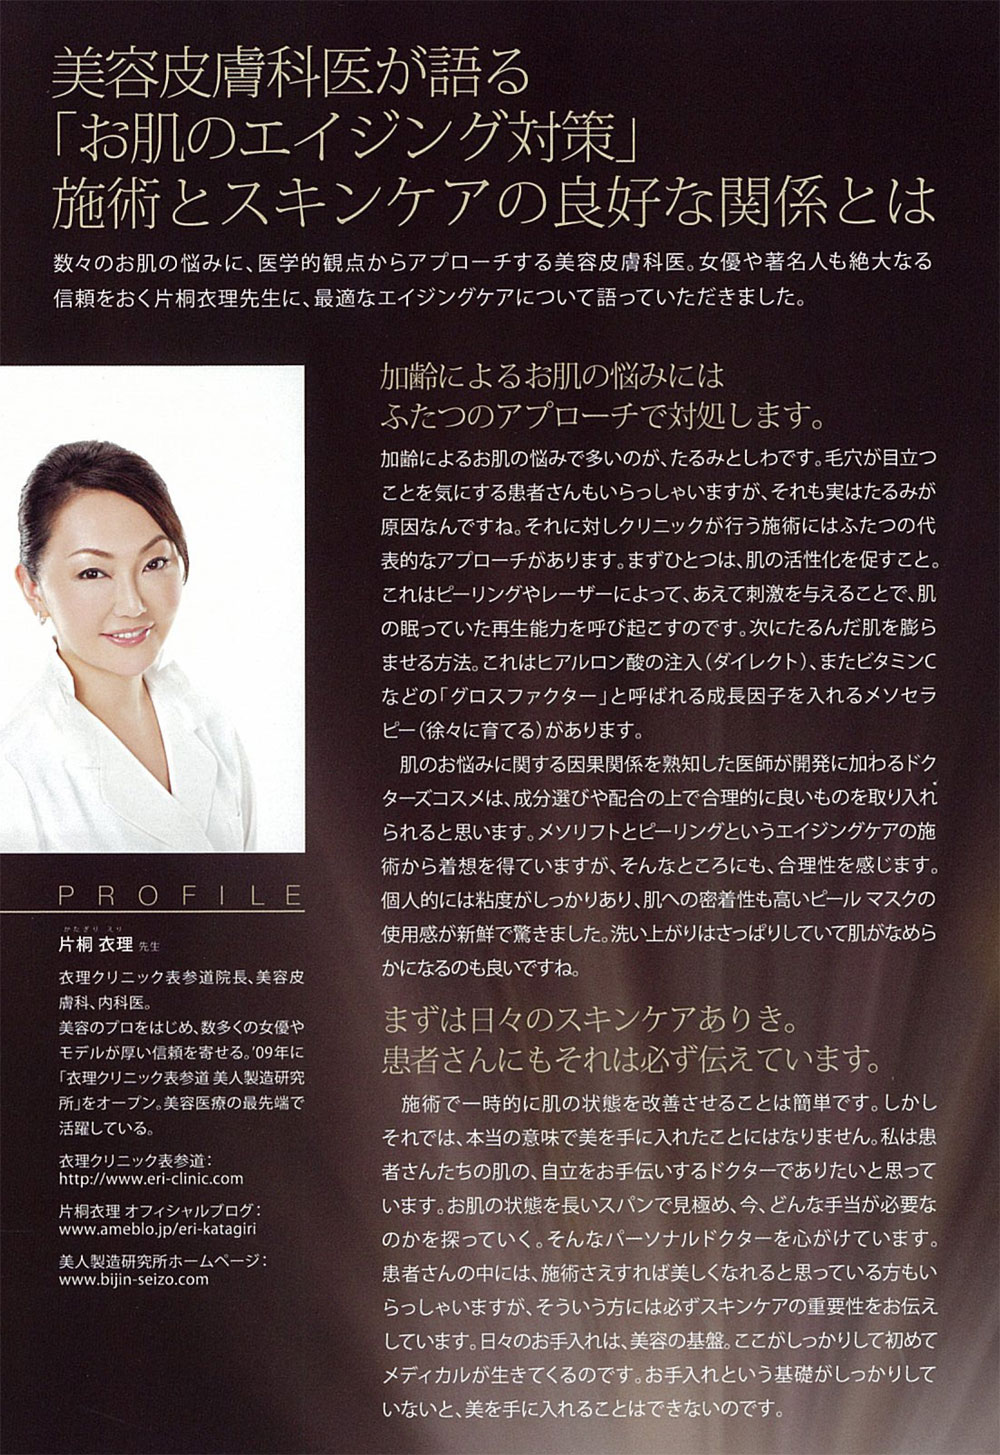 美容皮膚科医が語る
「お肌のエイジング対策」
施術とスキンケアの良好な関係とは
数々のお肌の悩みに、医学的観点からアプローチする美容皮膚科医。女優や著名人も絶大なる
信頼をおく片桐衣理先生に、最適なエイジングケアについて語っていただきました。
加齢によるお肌の悩みには
ふたつのアプローチで対処します。
加齢によるお肌の悩みで多いのが、たるみとしわです。毛穴が目立つ
ことを気にする患者さんもいらっしゃいますが、それも実はたるみが
原因なんですね。それに対しクリニックが行う施術にはふたつの代
表的なアプローチがあります。まずひとつは、肌の活性化を促すこと。
これはピーリングやレーザーによって、あえて刺激を与えることで、肌
の眠っていた再生能力を呼び起こすのです。次にたるんだ肌を膨ら
ませる方法。これはヒアルロン酸の注入（ダイレクト）、またビタミンC
などの「グロスファクター」と呼ばれる成長因子を入れるメソセラ
ピー（徐々に育てる）があります。
肌のお悩みに関する因果関係を熟知した医師が開発に加わるドク
ターズコスメは、成分選びや配合の上で合理的に良いものを取り入れ
られると思います。メソリフトとピーリングというエイジングケアの施
術から着想を得ていますが、そんなところにも、合理性を感じます。
個人的には粘度がしっかりあり、肌への密着性も高いピール マスクの
使用感が新鮮で驚きました。洗い上がりはさっぱりしていて肌がなめら
かになるのも良いですね。
まずは日々のスキンケアありき。
患者さんにもそれは必ず伝えています。
施術で一時的に肌の状態を改善させることは簡単です。しかし
それでは、本当の意味で美を手に入れたことにはなりません。私は患
者さんたちの肌の、自立をお手伝いするドクターでありたいと思って
います。お肌の状態を長いスパンで見極め、今、どんな手当が必要な
のかを探っていく。そんなパーソナルドクターを心がけています。
患者さんの中には、施術さえすれば美しくなれると思っている方もい
らっしゃいますが、そういう方には必ずスキンケアの重要性をお伝え
しています。日々のお手入れは、美容の基盤。ここがしっかりして初めて
メディカルが生きてくるのです。お手入れという基礎がしっかりして
いないと、美を手に入れることはできないのです。
PROFILE
かたぎり えり
片桐 衣理 先生
衣理クリニック表参道院長、美容皮
膚科、内科医。
美容のプロをはじめ、数多くの女優や
モデルが厚い信頼を寄せる。'09年に
「衣理クリニック表参道 美人製造研究
所」をオープン。美容医療の最先端で
活躍している。
衣理クリニック表参道：
http://www.eri-clinic.com
片桐衣理 オフィシャルブログ：
www.ameblo.jp/eri-katagiri
美人製造研究所ホームページ：
www.bijin-seizo.com